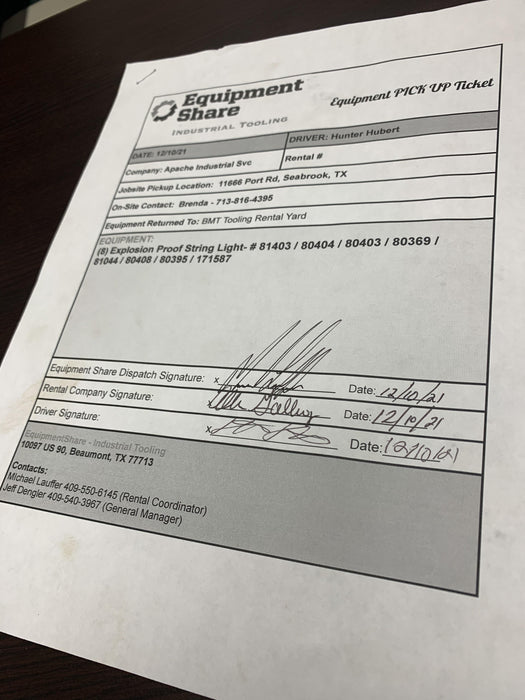 Equipment
Share
INDUSTRIAL TOOLING
Equipment PICK UP Ticket
DATE: 12/10/21
DRIVER: Hunter Hubert
Company: Apache Industrial Svc
Rental #
Jobsite Pickup Location: 11666 Port Rd, Seabrook, TX
On-Site Contact: Brenda - 713-816-4395
Equipment Returned To: BMT Tooling Rental Yard
EQUIPMENT:
(8) Explosion Proof String Light- # 81403 / 80404 / 80403 / 80369 /
81044 / 80408 / 80395 / 171587
Equipment Share Dispatch Signature: x Date: 12/10/21
Rental Company Signature: x Date: 12/10/21
Driver Signature: x Date: 12/10/21
EquipmentShare - Industrial Tooling
10097 US 90, Beaumont, TX 77713
Contacts:
Michael Lauffer 409-550-6145 (Rental Coordinator)
Jeff Dengler 409-540-3967 (General Manager)